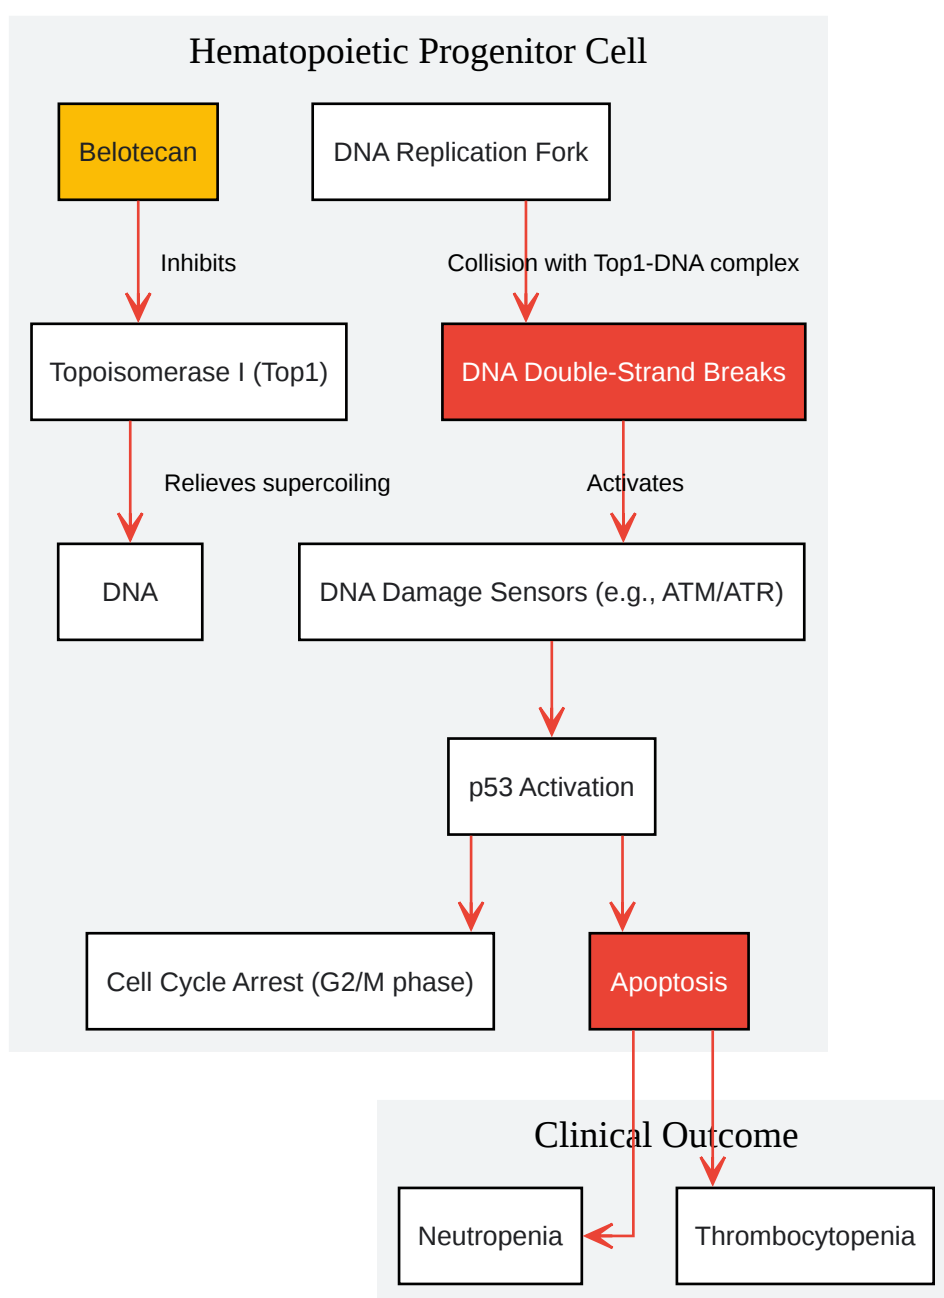 Hematopoietic Progenitor Cell
Belotecan
DNA Replication Fork
Inhibits
Collision with Top1-DNA complex
Topoisomerase I (Top1)
DNA Double-Strand Breaks
Relieves supercoiling
Activates
DNA
DNA Damage Sensors (e.g., ATM/ATR)
p53 Activation
Cell Cycle Arrest (G2/M phase)
Apoptosis
Clinical Outcome
Neutropenia
Thrombocytopenia